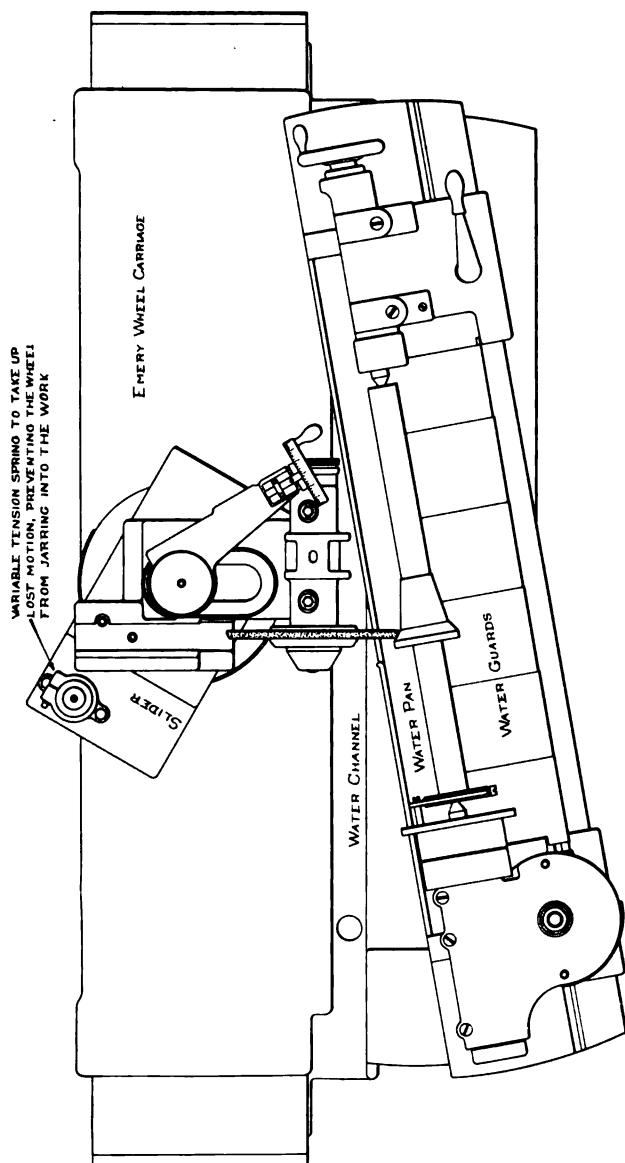 VARIABLE TENSION SPRING TO TAKE UP
LOST MOTION, PREVENTING THE WHEEL
FROM JARRING INTO THE WORK
EMERY WHEEL CARRIAGE
SLIDER
WATER CHANNEL
WATER PAN
WATER GUARDS